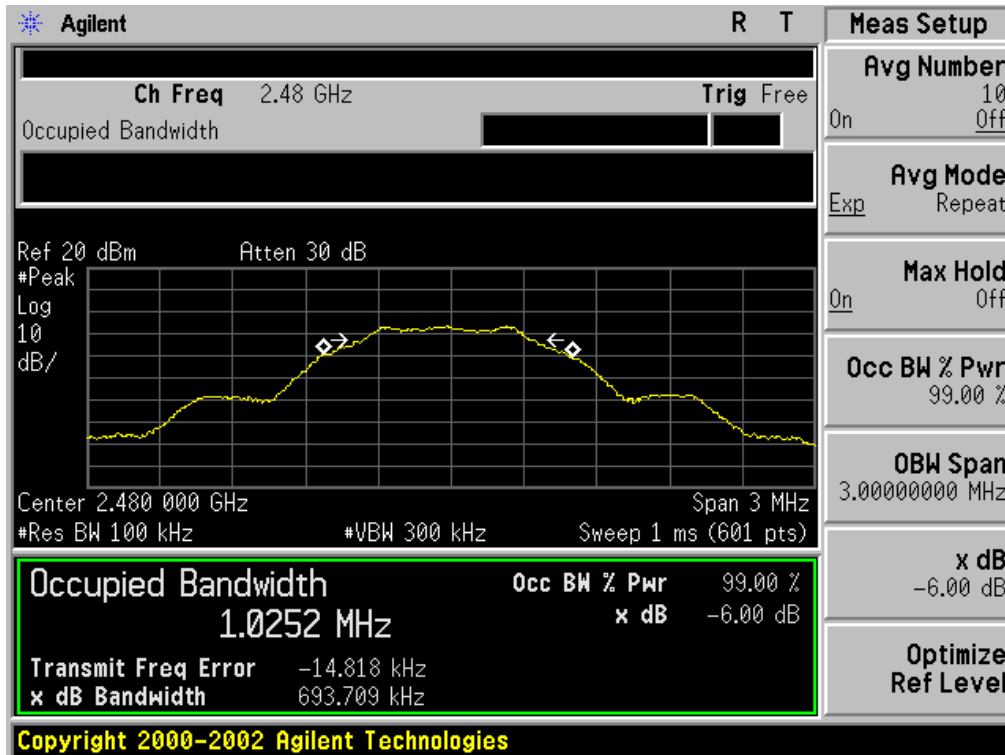 Agilent R T
Ch Freq 2.48 GHz Trig Free
Occupied Bandwidth
Ref 20 dBm Atten 30 dB
#Peak
Log
10
dB/
Center 2.480 000 GHz Span 3 MHz
#Res BW 100 kHz #VBW 300 kHz Sweep 1 ms (601 pts)
Occupied Bandwidth
1.0252 MHz
Occ BW % Pwr 99.00 %
x dB -6.00 dB
Transmit Freq Error -14.818 kHz
x dB Bandwidth 693.709 kHz
Copyright 2000-2002 Agilent Technologies
Meas Setup
Avg Number
10
On Off
Avg Mode
Exp Repeat
Max Hold
On Off
Occ BW % Pwr
99.00 %
OBW Span
3.00000000 MHz
x dB
-6.00 dB
Optimize
Ref Level